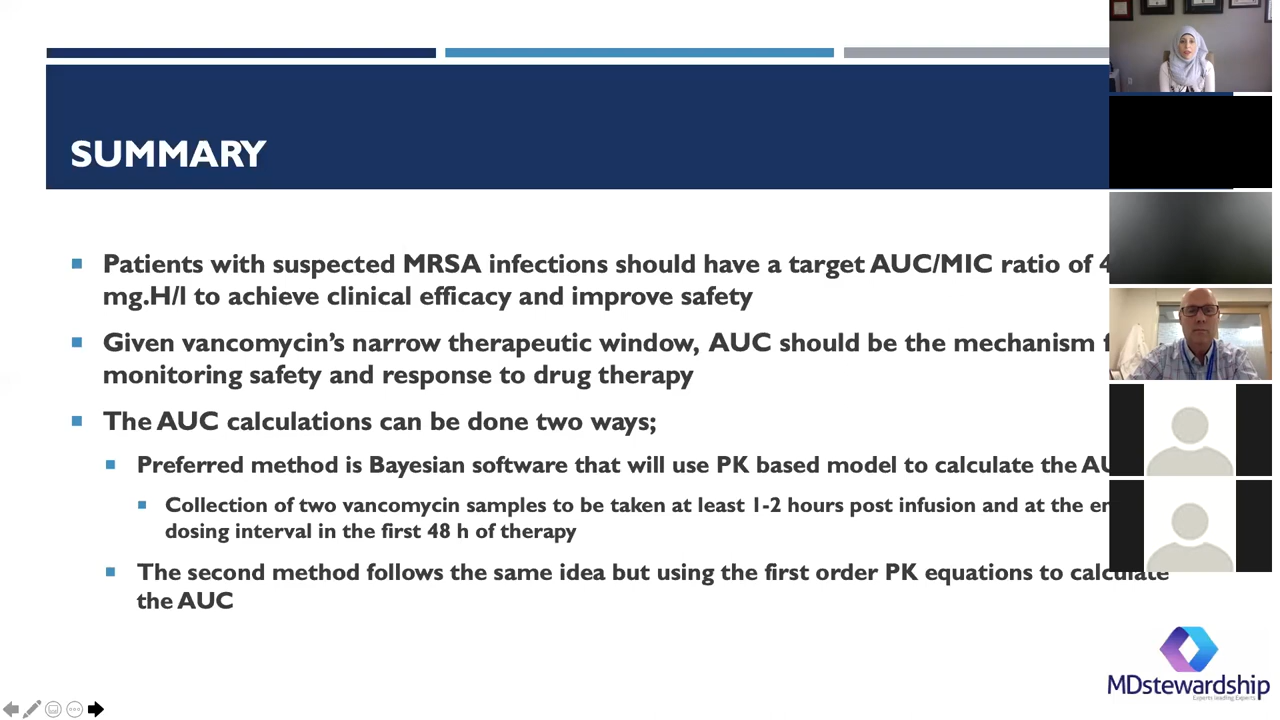 SUMMARY
Patients with suspected MRSA infections should have a target AUC/MIC ratio of
mg.H/l to achieve clinical efficacy and improve safety
Given vancomycin's narrow therapeutic window, AUC should be the mechanism
monitoring safety and response to drug therapy
The AUC calculations can be done two ways;
Preferred method is Bayesian software that will use PK based model to calculate the
Collection of two vancomycin samples to be taken at least 1-2 hours post infusion and at the
dosing interval in the first 48 h of therapy
The second method follows the same idea but using the first order PK equations to calculate
the AUC
MDstewardship
Experts Leading Experts